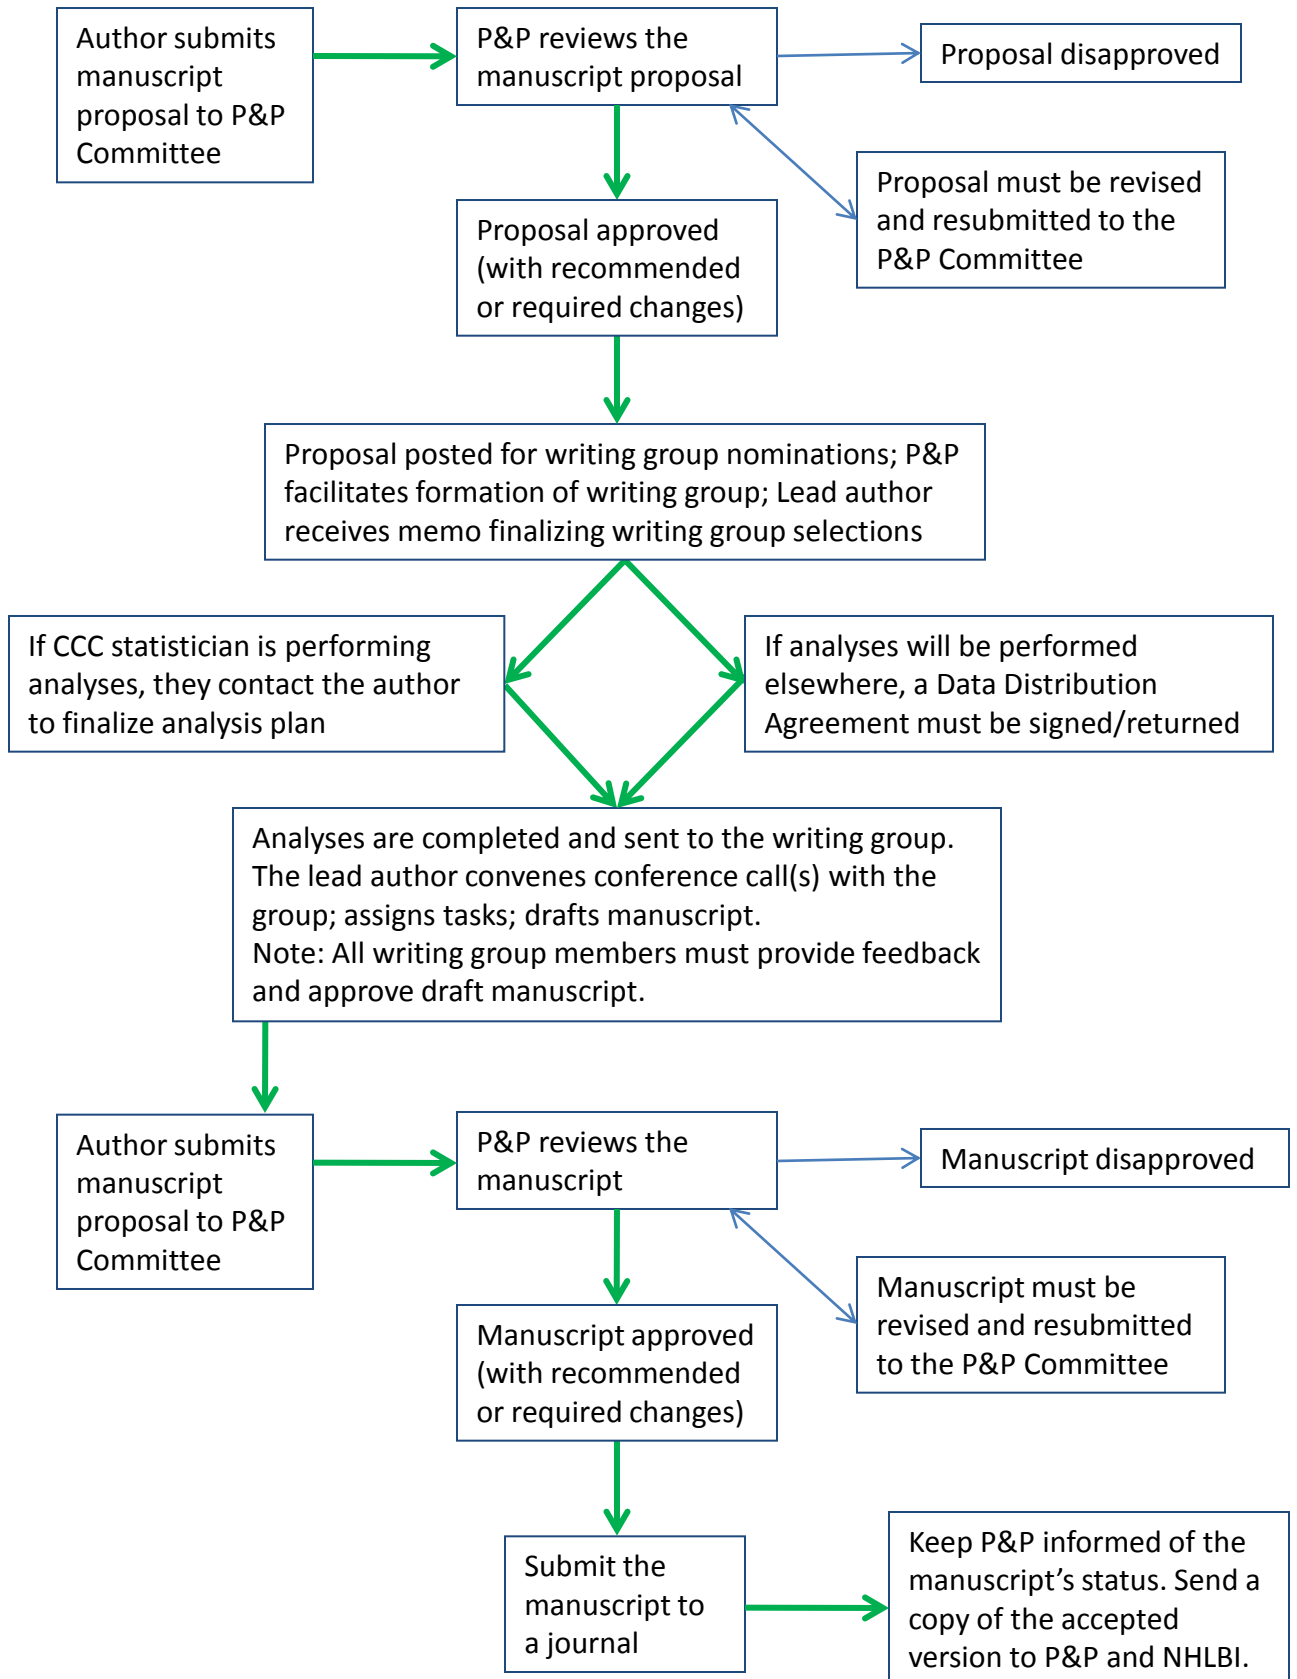 Author submits
manuscript
proposal to P&P
Committee
P&P reviews the
manuscript proposal
Proposal disapproved
Proposal must be revised
and resubmitted to the
P&P Committee
Proposal approved
(with recommended
or required changes)
Proposal posted for writing group nominations; P&P
facilitates formation of writing group; Lead author
receives memo finalizing writing group selections
If CCC statistician is performing
analyses, they contact the author
to finalize analysis plan
If analyses will be performed
elsewhere, a Data Distribution
Agreement must be signed/returned
Analyses are completed and sent to the writing group.
The lead author convenes conference call(s) with the
group; assigns tasks; drafts manuscript.
Note: All writing group members must provide feedback
and approve draft manuscript.
Author submits
manuscript
proposal to P&P
Committee
P&P reviews the
manuscript
Manuscript disapproved
Manuscript must be
revised and resubmitted
to the P&P Committee
Manuscript approved
(with recommended
or required changes)
Submit the
manuscript to
a journal
Keep P&P informed of the
manuscript’s status. Send a
copy of the accepted
version to P&P and NHLBI.